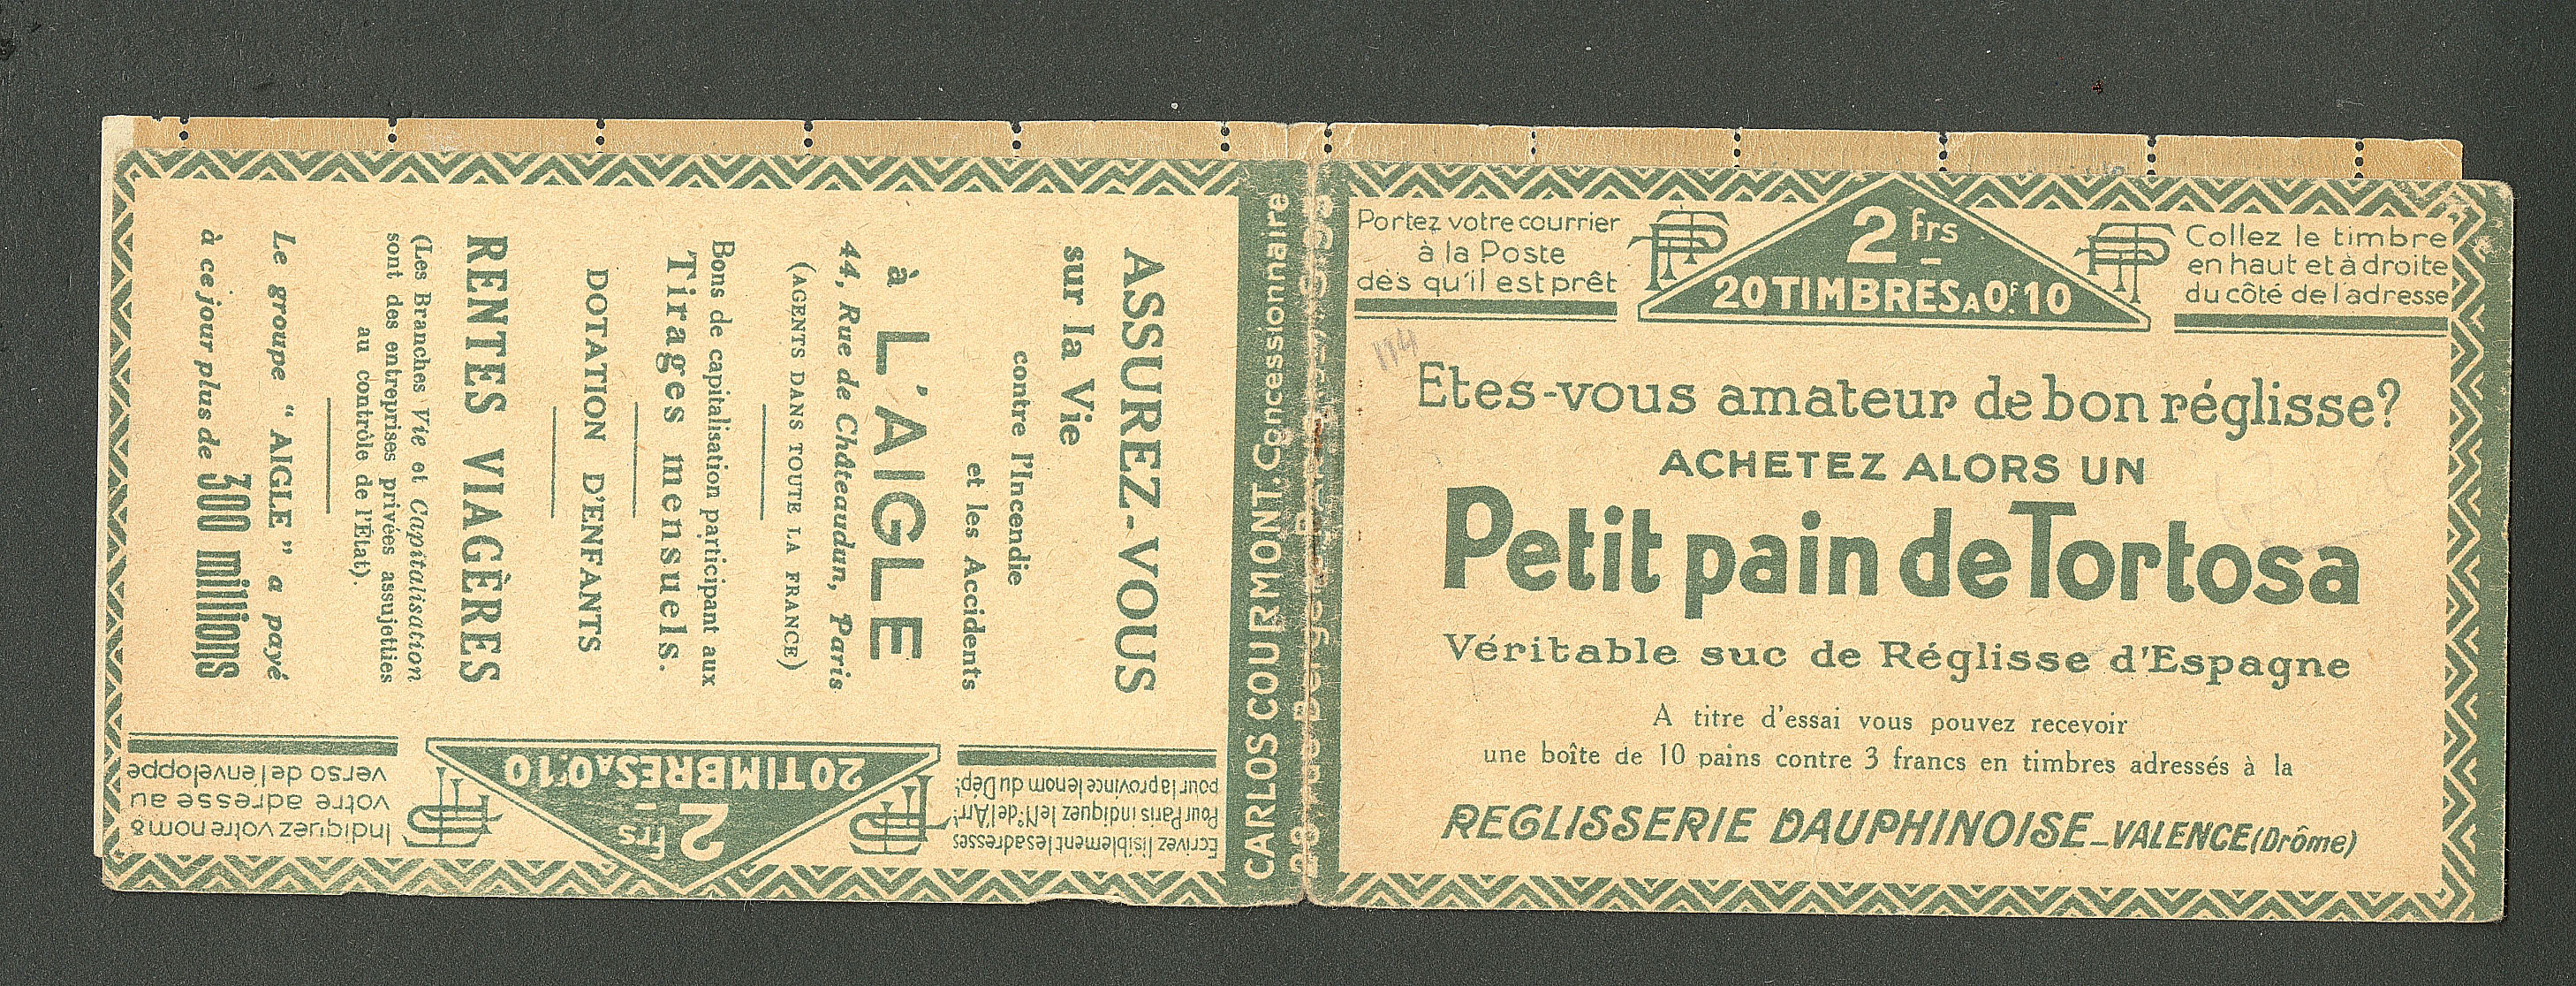 Portez votre courrier
à la Poste
dès qu'il est prêt
PTT
2 frs
20 TIMBRES A 0F.10
PTT
Collez le timbre
en haut et à droite
du côté de l'adresse
114
Etes-vous amateur de bon réglisse?
ACHETEZ ALORS UN
Petit pain de Tortosa
Véritable suc de Réglisse d'Espagne
A titre d'essai vous pouvez recevoir
une boîte de 10 pains contre 3 francs en timbres adressés à la
REGLISSERIE DAUPHINOISE_VALENCE (Drôme)
CARLOS COURMONT. Concessionnaire
ASSUREZ-VOUS
sur la Vie
contre l'Incendie
et les Accidents
à L'AIGLE
44, Rue de Châteaudun, Paris
(AGENTS DANS TOUTE LA FRANCE)
Bons de capitalisation participant aux
Tirages mensuels.
DOTATION D'ENFANTS
RENTES VIAGÈRES
(Les Branches Vie et Capitalisation
sont des entreprises privées assujetties
au contrôle de l'État).
Le groupe " AIGLE " a payé
à ce jour plus de 300 millions
Ecrivez lisiblement les adresses
Pour Paris indiquez le N° de l'Arrt
pour la province le nom du Dépt
PTT
2 frs
20 TIMBRES A 0F.10
PTT
Indiquez votre nom &
votre adresse au
verso de l'enveloppe